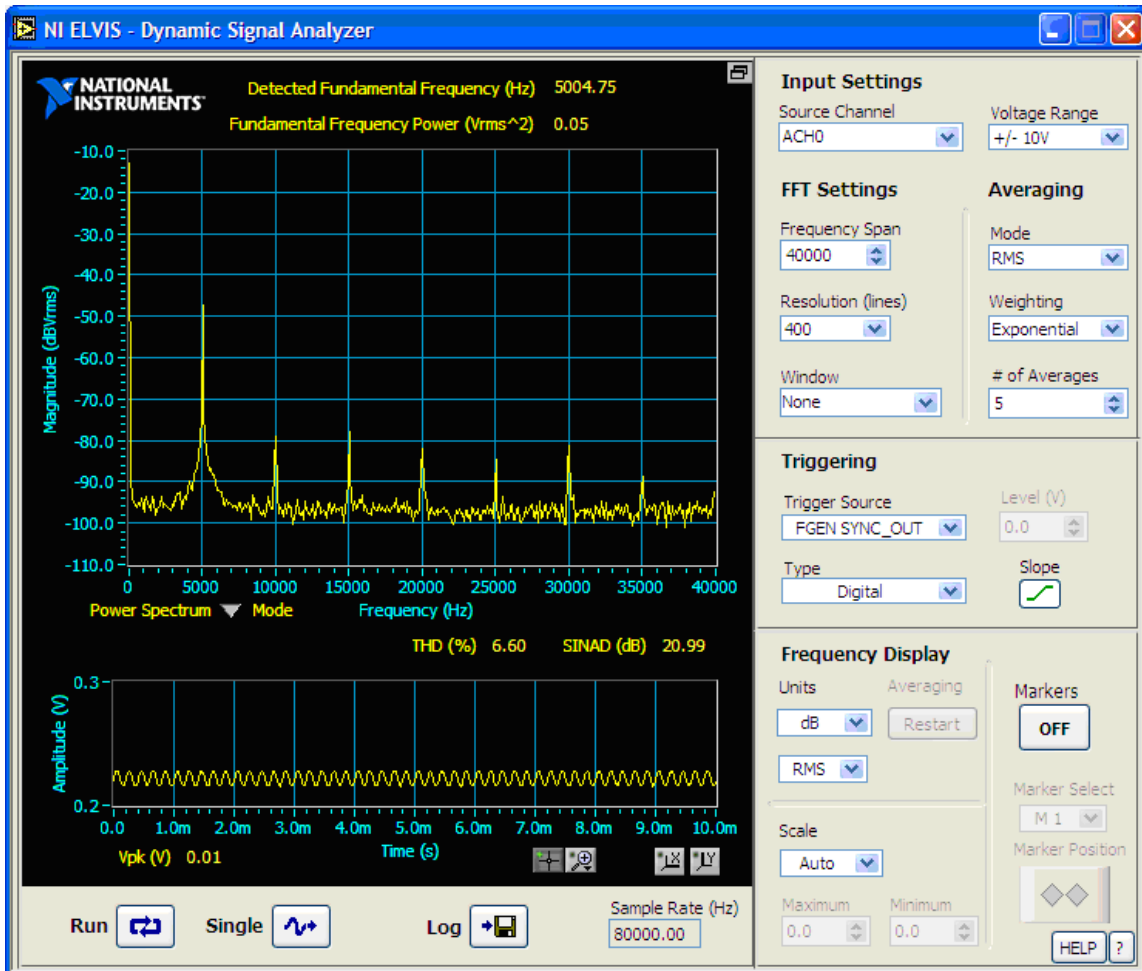 NI ELVIS - Dynamic Signal Analyzer
NATIONAL
INSTRUMENTS
Detected Fundamental Frequency (Hz) 5004.75
Fundamental Frequency Power (Vrms^2) 0.05
Magnitude (dBVrms)
-10.0
-20.0
-30.0
-40.0
-50.0
-60.0
-70.0
-80.0
-90.0
-100.0
-110.0
0 5000 10000 15000 20000 25000 30000 35000 40000
Power Spectrum Mode Frequency (Hz)
THD (%) 6.60 SINAD (dB) 20.99
Amplitude (V)
0.3
0.2
0.0 1.0m 2.0m 3.0m 4.0m 5.0m 6.0m 7.0m 8.0m 9.0m 10.0m
Time (s)
Vpk (V) 0.01
X Y
Run Single Log
Sample Rate (Hz)
80000.00
Input Settings
Source Channel Voltage Range
ACH0 +/- 10V
FFT Settings Averaging
Frequency Span Mode
40000 RMS
Resolution (lines) Weighting
400 Exponential
Window # of Averages
None 5
Triggering
Trigger Source Level (V)
FGEN SYNC_OUT 0.0
Type Slope
Digital
Frequency Display
Units Averaging Markers
dB Restart OFF
RMS
Marker Select
M 1
Scale Marker Position
Auto
Maximum Minimum
0.0 0.0
HELP ?